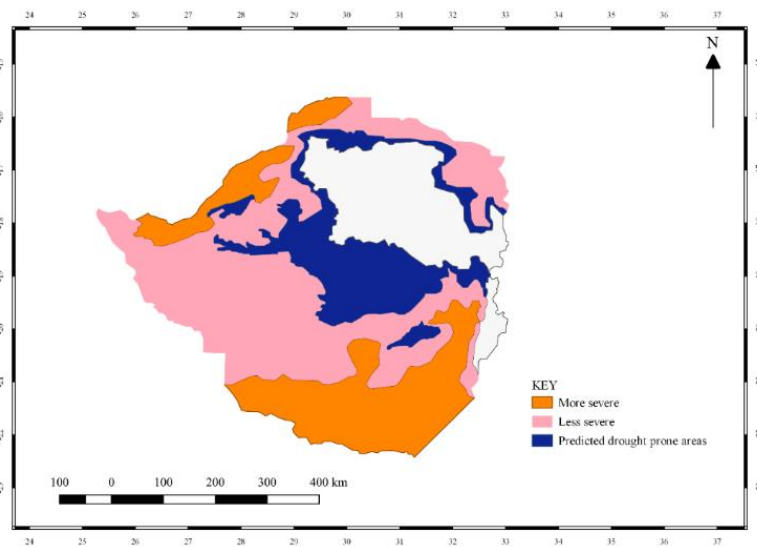 24 25 26 27 28 29 30 31 32 33 34 35 36 37
N
KEY
More severe
Less severe
Predicted drought prone areas
100 0 100 200 300 400 km
24 25 26 27 28 29 30 31 32 33 34 35 36 37